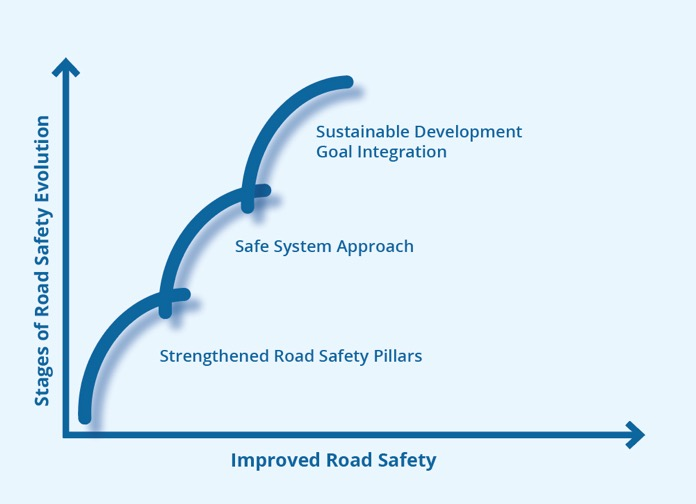 Stages of Road Safety Evolution
Sustainable Development
Goal Integration
Safe System Approach
Strengthened Road Safety Pillars
Improved Road Safety